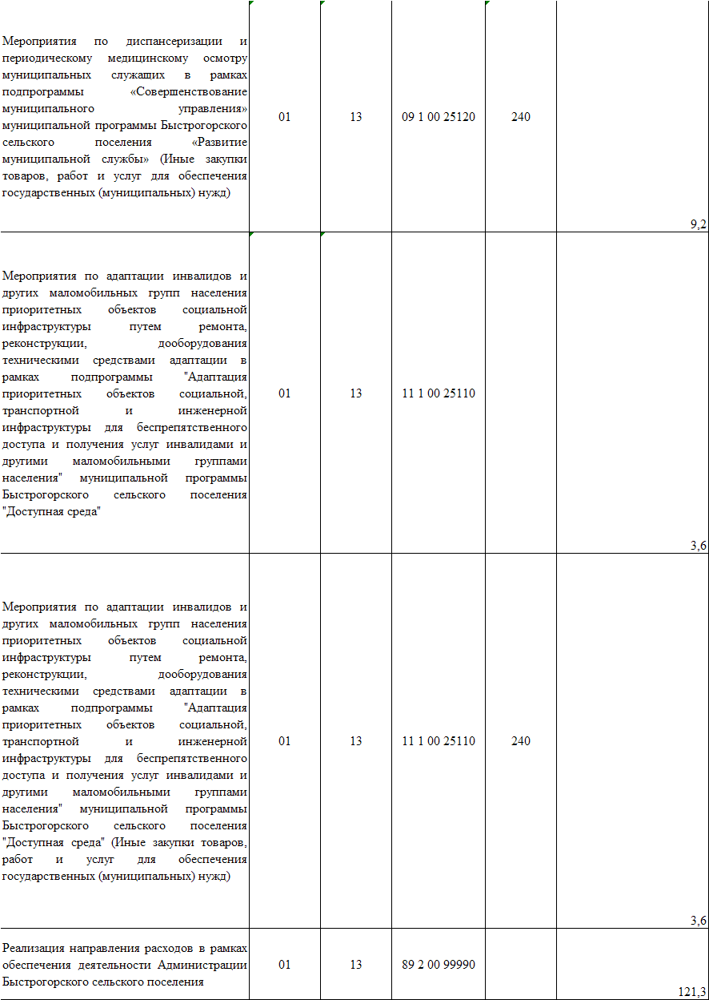 Мероприятия по диспансеризации и
периодическому медицинскому осмотру
муниципальных служащих в рамках
подпрограммы «Совершенствование
муниципального управления»
муниципальной программы Быстрогорского
сельского поселения «Развитие
муниципальной службы» (Иные закупки
товаров, работ и услуг для обеспечения
государственных (муниципальных) нужд)
01 13 09 1 00 25120 240
9,2
Мероприятия по адаптации инвалидов и
других маломобильных групп населения
приоритетных объектов социальной
инфраструктуры путем ремонта,
реконструкции, дооборудования
техническими средствами адаптации в
рамках подпрограммы "Адаптация
приоритетных объектов социальной,
транспортной и инженерной
инфраструктуры для беспрепятственного
доступа и получения услуг инвалидами и
другими маломобильными группами
населения" муниципальной программы
Быстрогорского сельского поселения
"Доступная среда"
01 13 11 1 00 25110
3,6
Мероприятия по адаптации инвалидов и
других маломобильных групп населения
приоритетных объектов социальной
инфраструктуры путем ремонта,
реконструкции, дооборудования
техническими средствами адаптации в
рамках подпрограммы "Адаптация
приоритетных объектов социальной,
транспортной и инженерной
инфраструктуры для беспрепятственного
доступа и получения услуг инвалидами и
другими маломобильными группами
населения" муниципальной программы
Быстрогорского сельского поселения
"Доступная среда" (Иные закупки товаров,
работ и услуг для обеспечения
государственных (муниципальных) нужд)
01 13 11 1 00 25110 240
3,6
Реализация направления расходов в рамках
обеспечения деятельности Администрации
Быстрогорского сельского поселения
01 13 89 2 00 99990
121,3